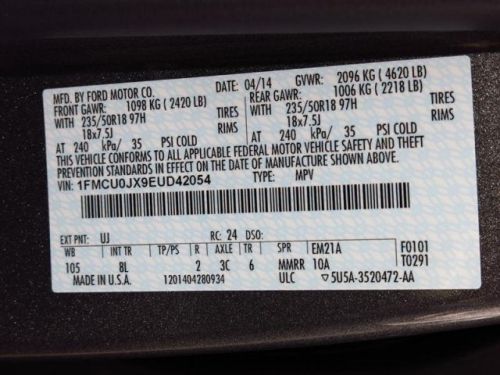 MFD. BY FORD MOTOR CO. DATE: 04/14 GVWR: 2096 KG ( 4620 LB)
FRONT GAWR: 1098 KG ( 2420 LB) REAR GAWR: 1006 KG ( 2218 LB)
WITH 235/50R18 97H TIRES WITH 235/50R18 97H TIRES
18x7.5J RIMS 18x7.5J RIMS
AT 240 kPa/ 35 PSI COLD AT 240 kPa/ 35 PSI COLD
THIS VEHICLE CONFORMS TO ALL APPLICABLE FEDERAL MOTOR VEHICLE SAFETY, BUMPER, AND THEFT
PREVENTION STANDARDS IN EFFECT ON THE DATE OF MANUFACTURE SHOWN ABOVE.
VIN: 1FMCU0JX9EUD42054 TYPE: MPV
EXT PNT: UJ RC: 24 DSO:
WB INT TR TP/PS R AXLE TR SPR EM21A F0101
105 8L 2 3C 6 MMRR 10A T0291
MADE IN U.S.A. 1201404280934 ULC 5U5A-3520472-AA